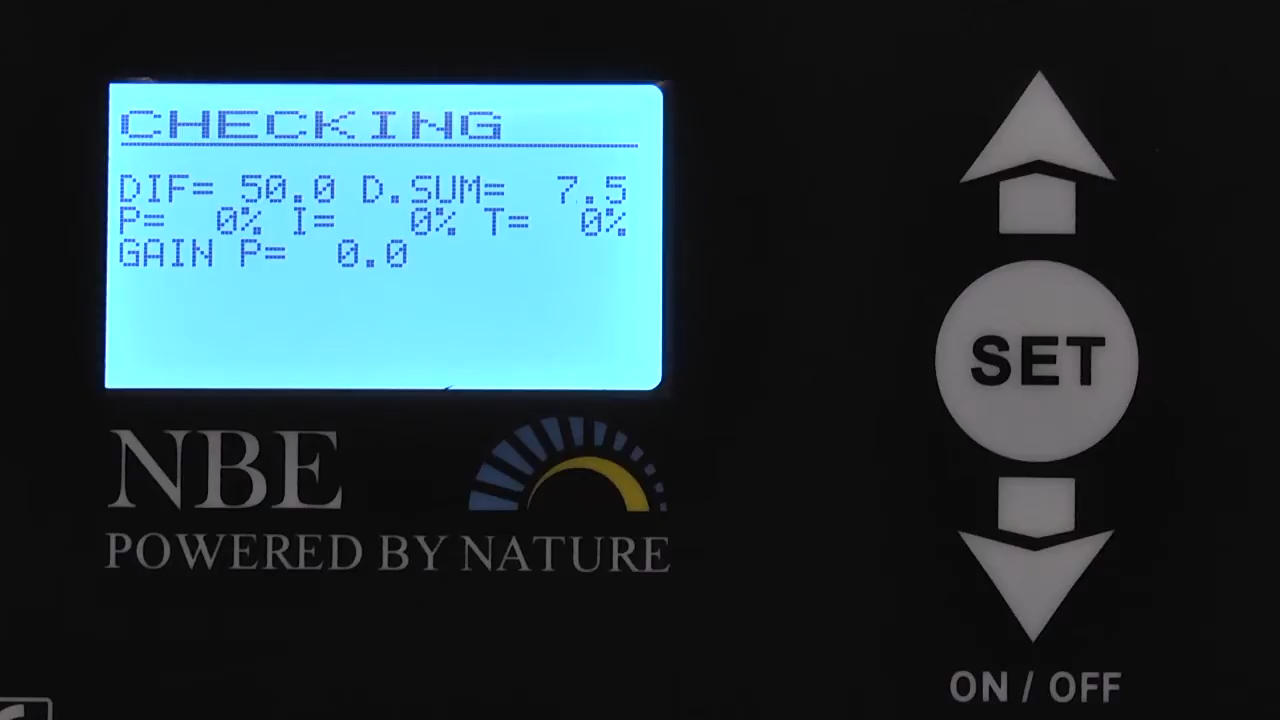 CHECKING
DIF= 50.0 D.SUM= 7.5
P= 0% I= 0% T= 0%
GAIN P= 0.0
SET
NBE
POWERED BY NATURE
ON / OFF